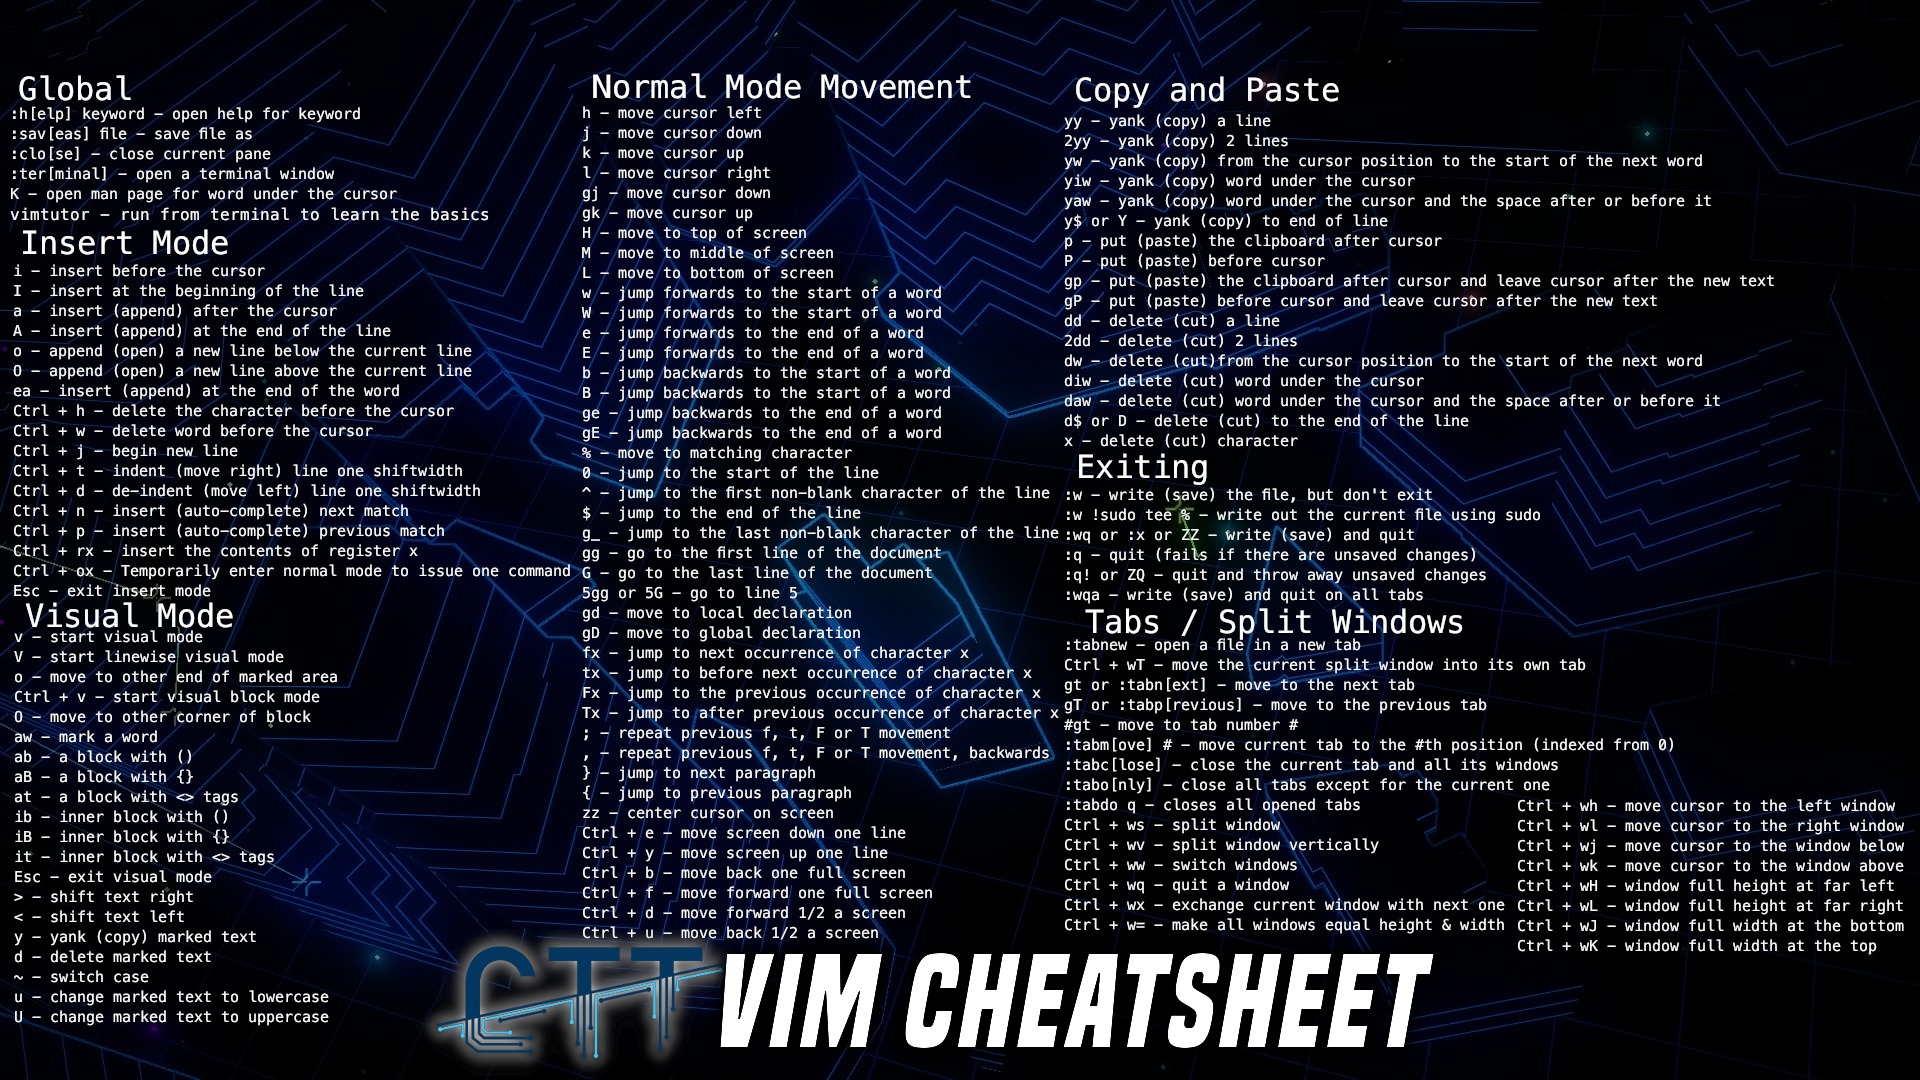 Global
:h[elp] keyword – open help for keyword
:sav[eas] file – save file as
:clo[se] – close current pane
:ter[minal] – open a terminal window
K – open man page for word under the cursor
vimtutor – run from terminal to learn the basics
Insert Mode
i – insert before the cursor
I – insert at the beginning of the line
a – insert (append) after the cursor
A – insert (append) at the end of the line
o – append (open) a new line below the current line
O – append (open) a new line above the current line
ea – insert (append) at the end of the word
Ctrl + h – delete the character before the cursor
Ctrl + w – delete word before the cursor
Ctrl + j – begin new line
Ctrl + t – indent (move right) line one shiftwidth
Ctrl + d – de–indent (move left) line one shiftwidth
Ctrl + n – insert (auto–complete) next match
Ctrl + p – insert (auto–complete) previous match
Ctrl + rx – insert the contents of register x
Ctrl + ox – Temporarily enter normal mode to issue one command
Esc – exit insert mode
Visual Mode
v – start visual mode
V – start linewise visual mode
o – move to other end of marked area
Ctrl + v – start visual block mode
O – move to other corner of block
aw – mark a word
ab – a block with ()
aB – a block with {}
at – a block with <> tags
ib – inner block with ()
iB – inner block with {}
it – inner block with <> tags
Esc – exit visual mode
> – shift text right
< – shift text left
y – yank (copy) marked text
d – delete marked text
~ – switch case
u – change marked text to lowercase
U – change marked text to uppercase
Normal Mode Movement
h – move cursor left
j – move cursor down
k – move cursor up
l – move cursor right
gj – move cursor down
gk – move cursor up
H – move to top of screen
M – move to middle of screen
L – move to bottom of screen
w – jump forwards to the start of a word
W – jump forwards to the start of a word
e – jump forwards to the end of a word
E – jump forwards to the end of a word
b – jump backwards to the start of a word
B – jump backwards to the start of a word
ge – jump backwards to the end of a word
gE – jump backwards to the end of a word
% – move to matching character
0 – jump to the start of the line
^ – jump to the first non–blank character of the line
$ – jump to the end of the line
g_ – jump to the last non–blank character of the line
gg – go to the first line of the document
G – go to the last line of the document
5gg or 5G – go to line 5
gd – move to local declaration
gD – move to global declaration
fx – jump to next occurrence of character x
tx – jump to before next occurrence of character x
Fx – jump to the previous occurrence of character x
Tx – jump to after previous occurrence of character x
; – repeat previous f, t, F or T movement
, – repeat previous f, t, F or T movement, backwards
} – jump to next paragraph
{ – jump to previous paragraph
zz – center cursor on screen
Ctrl + e – move screen down one line
Ctrl + y – move screen up one line
Ctrl + b – move back one full screen
Ctrl + f – move forward one full screen
Ctrl + d – move forward 1/2 a screen
Ctrl + u – move back 1/2 a screen
Copy and Paste
yy – yank (copy) a line
2yy – yank (copy) 2 lines
yw – yank (copy) from the cursor position to the start of the next word
yiw – yank (copy) word under the cursor
yaw – yank (copy) word under the cursor and the space after or before it
y$ or Y – yank (copy) to end of line
p – put (paste) the clipboard after cursor
P – put (paste) before cursor
gp – put (paste) the clipboard after cursor and leave cursor after the new text
gP – put (paste) before cursor and leave cursor after the new text
dd – delete (cut) a line
2dd – delete (cut) 2 lines
dw – delete (cut)from the cursor position to the start of the next word
diw – delete (cut) word under the cursor
daw – delete (cut) word under the cursor and the space after or before it
d$ or D – delete (cut) to the end of the line
x – delete (cut) character
Exiting
:w – write (save) the file, but don't exit
:w !sudo tee % – write out the current file using sudo
:wq or :x or ZZ – write (save) and quit
:q – quit (fails if there are unsaved changes)
:q! or ZQ – quit and throw away unsaved changes
:wqa – write (save) and quit on all tabs
Tabs / Split Windows
:tabnew – open a file in a new tab
Ctrl + wT – move the current split window into its own tab
gt or :tabn[ext] – move to the next tab
gT or :tabp[revious] – move to the previous tab
#gt – move to tab number #
:tabm[ove] # – move current tab to the #th position (indexed from 0)
:tabc[lose] – close the current tab and all its windows
:tabo[nly] – close all tabs except for the current one
:tabdo q – closes all opened tabs
Ctrl + ws – split window
Ctrl + wv – split window vertically
Ctrl + ww – switch windows
Ctrl + wq – quit a window
Ctrl + wx – exchange current window with next one
Ctrl + w= – make all windows equal height & width
Ctrl + wh – move cursor to the left window
Ctrl + wl – move cursor to the right window
Ctrl + wj – move cursor to the window below
Ctrl + wk – move cursor to the window above
Ctrl + wH – window full height at far left
Ctrl + wL – window full height at far right
Ctrl + wJ – window full width at the bottom
Ctrl + wK – window full width at the top
CTT VIM CHEATSHEET